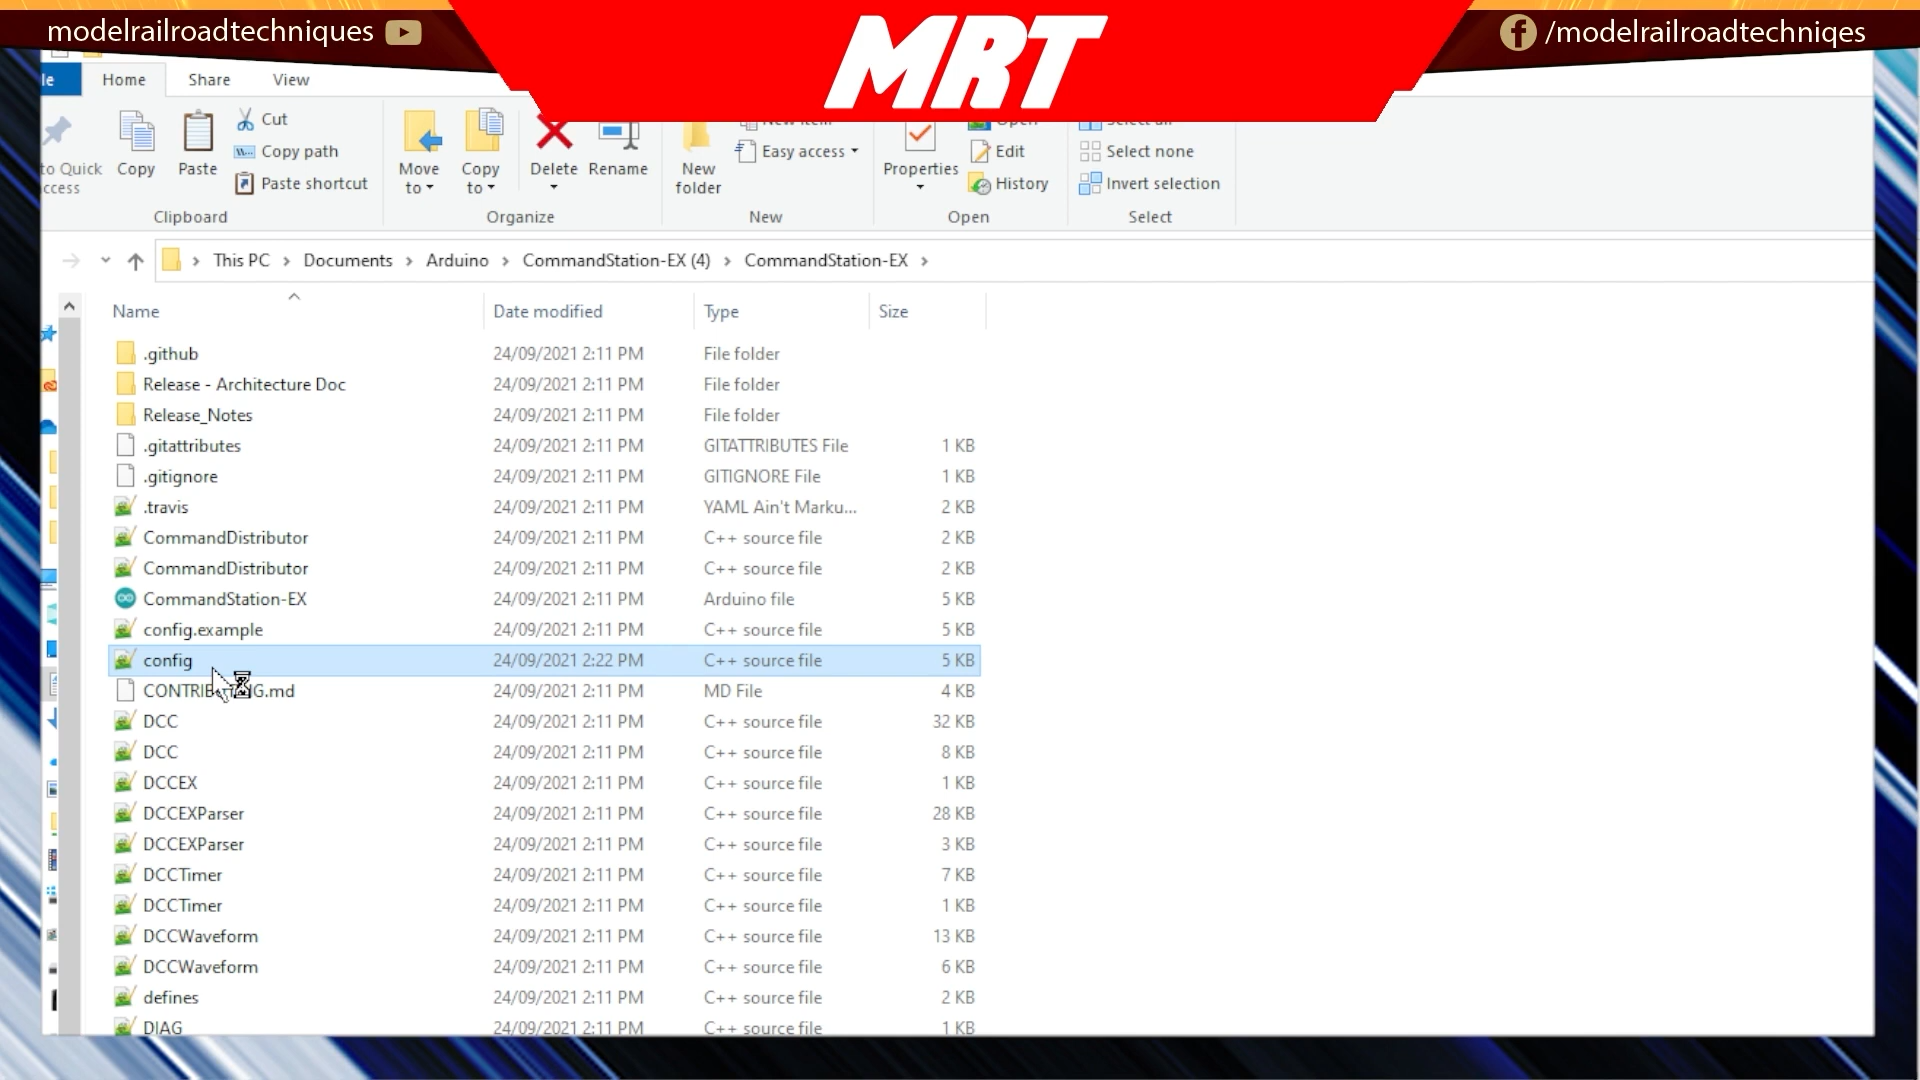 modelrailroadtechniques
MRT
/modelrailroadtechniqes
le Home Share View
Cut
Copy path
Paste shortcut
to Quick
ccess
Copy
Paste
Move
to
Copy
to
Delete
Rename
New
folder
New item
Easy access
Properties
Open
Edit
History
Select all
Select none
Invert selection
Clipboard Organize New Open Select
This PC > Documents > Arduino > CommandStation-EX (4) > CommandStation-EX >
Name Date modified Type Size
.github 24/09/2021 2:11 PM File folder
Release - Architecture Doc 24/09/2021 2:11 PM File folder
Release_Notes 24/09/2021 2:11 PM File folder
.gitattributes 24/09/2021 2:11 PM GITATTRIBUTES File 1 KB
.gitignore 24/09/2021 2:11 PM GITIGNORE File 1 KB
.travis 24/09/2021 2:11 PM YAML Ain't Marku... 2 KB
CommandDistributor 24/09/2021 2:11 PM C++ source file 2 KB
CommandDistributor 24/09/2021 2:11 PM C++ source file 2 KB
CommandStation-EX 24/09/2021 2:11 PM Arduino file 5 KB
config.example 24/09/2021 2:11 PM C++ source file 5 KB
config 24/09/2021 2:22 PM C++ source file 5 KB
24/09/2021 2:11 PM MD File 4 KB
DCC 24/09/2021 2:11 PM C++ source file 32 KB
DCC 24/09/2021 2:11 PM C++ source file 8 KB
DCCEX 24/09/2021 2:11 PM C++ source file 1 KB
DCCEXParser 24/09/2021 2:11 PM C++ source file 28 KB
DCCEXParser 24/09/2021 2:11 PM C++ source file 3 KB
DCCTimer 24/09/2021 2:11 PM C++ source file 7 KB
DCCTimer 24/09/2021 2:11 PM C++ source file 1 KB
DCCWaveform 24/09/2021 2:11 PM C++ source file 13 KB
DCCWaveform 24/09/2021 2:11 PM C++ source file 6 KB
defines 24/09/2021 2:11 PM C++ source file 2 KB
DIAG 24/09/2021 2:11 PM C++ source file 1 KB